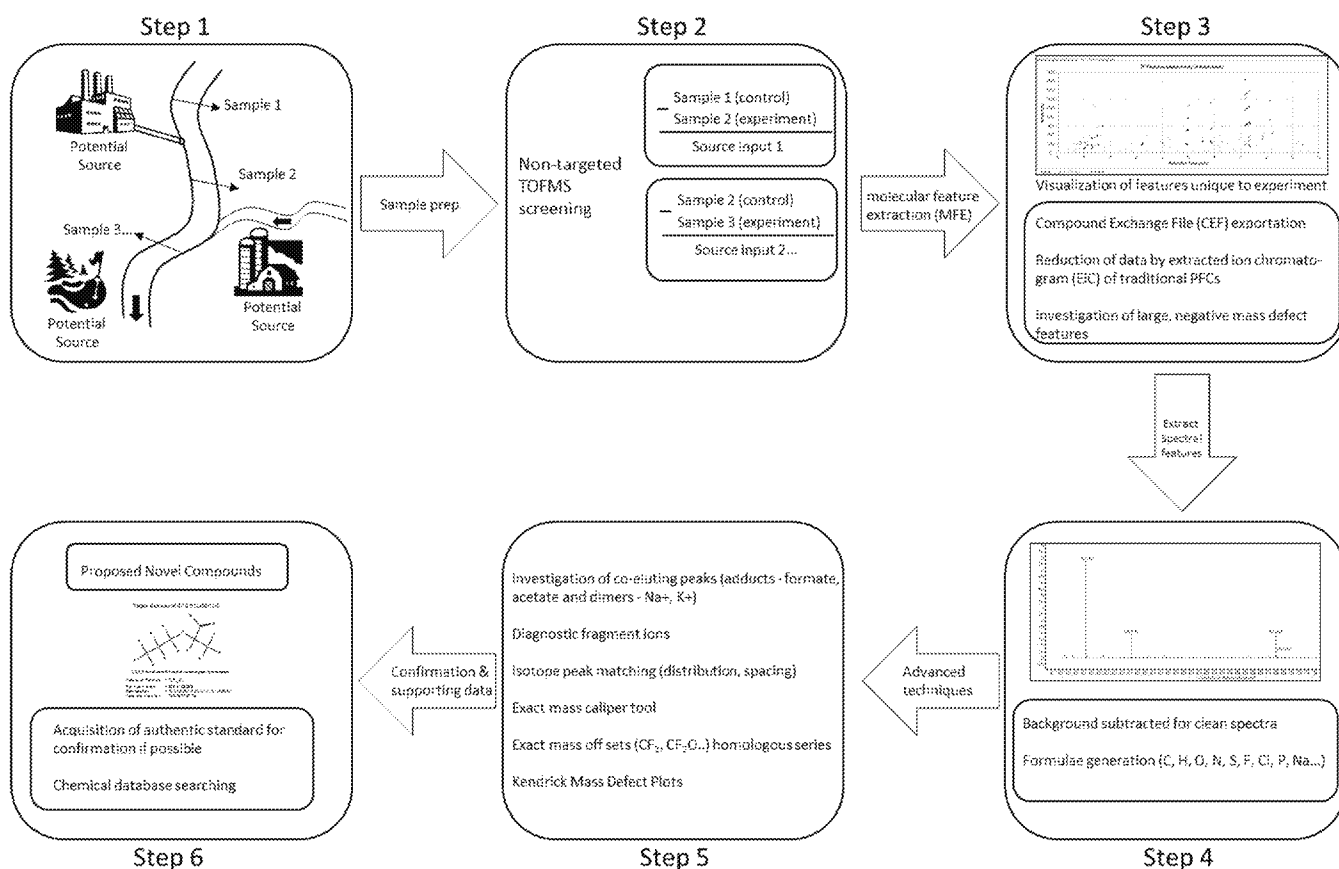 Step 1
Potential
Source
Sample 1
Sample 2
Sample 3...
Potential
Source
Potential
Source
Sample prep
Step 2
Non-targeted
TOFMS
screening
Sample 1 (control)
Sample 2 (experiment)
Source input 1
Sample 2 (control)
Sample 3 (experiment)
Source input 2...
molecular feature
extraction (MFE)
Step 3
Visualization of features unique to experiment
Compound Exchange File (CEF) exportation
Reduction of data by extracted ion chromato-
gram (EIC) of traditional PFCs
Investigation of large, negative mass defect
features
Extract
spectral
features
Background subtracted for clean spectra
Formulae generation (C, H, O, N, S, F, Cl, P, Na...)
Step 4
Advanced
techniques
Investigation of co-eluting peaks (adducts - formate,
acetate and dimers - Na+, K+)
Diagnostic fragment ions
Isotope peak matching (distribution, spacing)
Exact mass caliper tool
Exact mass off sets (CF₂, CF₂O..) homologous series
Kendrick Mass Defect Plots
Step 5
Confirmation &
supporting data
Proposed Novel Compounds
Acquisition of authentic standard for
confirmation if possible
Chemical database searching
Step 6